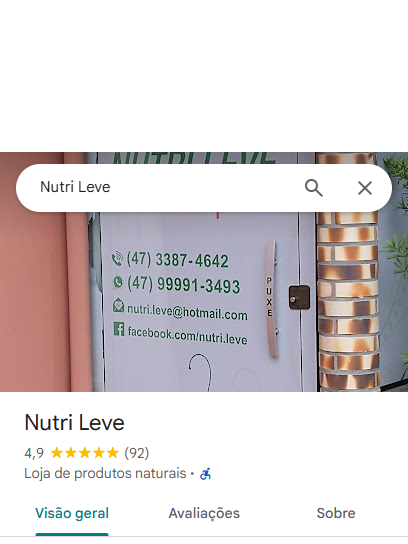 NUTRI LEVE
Nutri Leve
(47) 3387-4642
(47) 99991-3493
nutri.leve@hotmail.com
facebook.com/nutri.leve
PUXE
Nutri Leve
4,9 (92)
Loja de produtos naturais •
Visão geral Avaliações Sobre